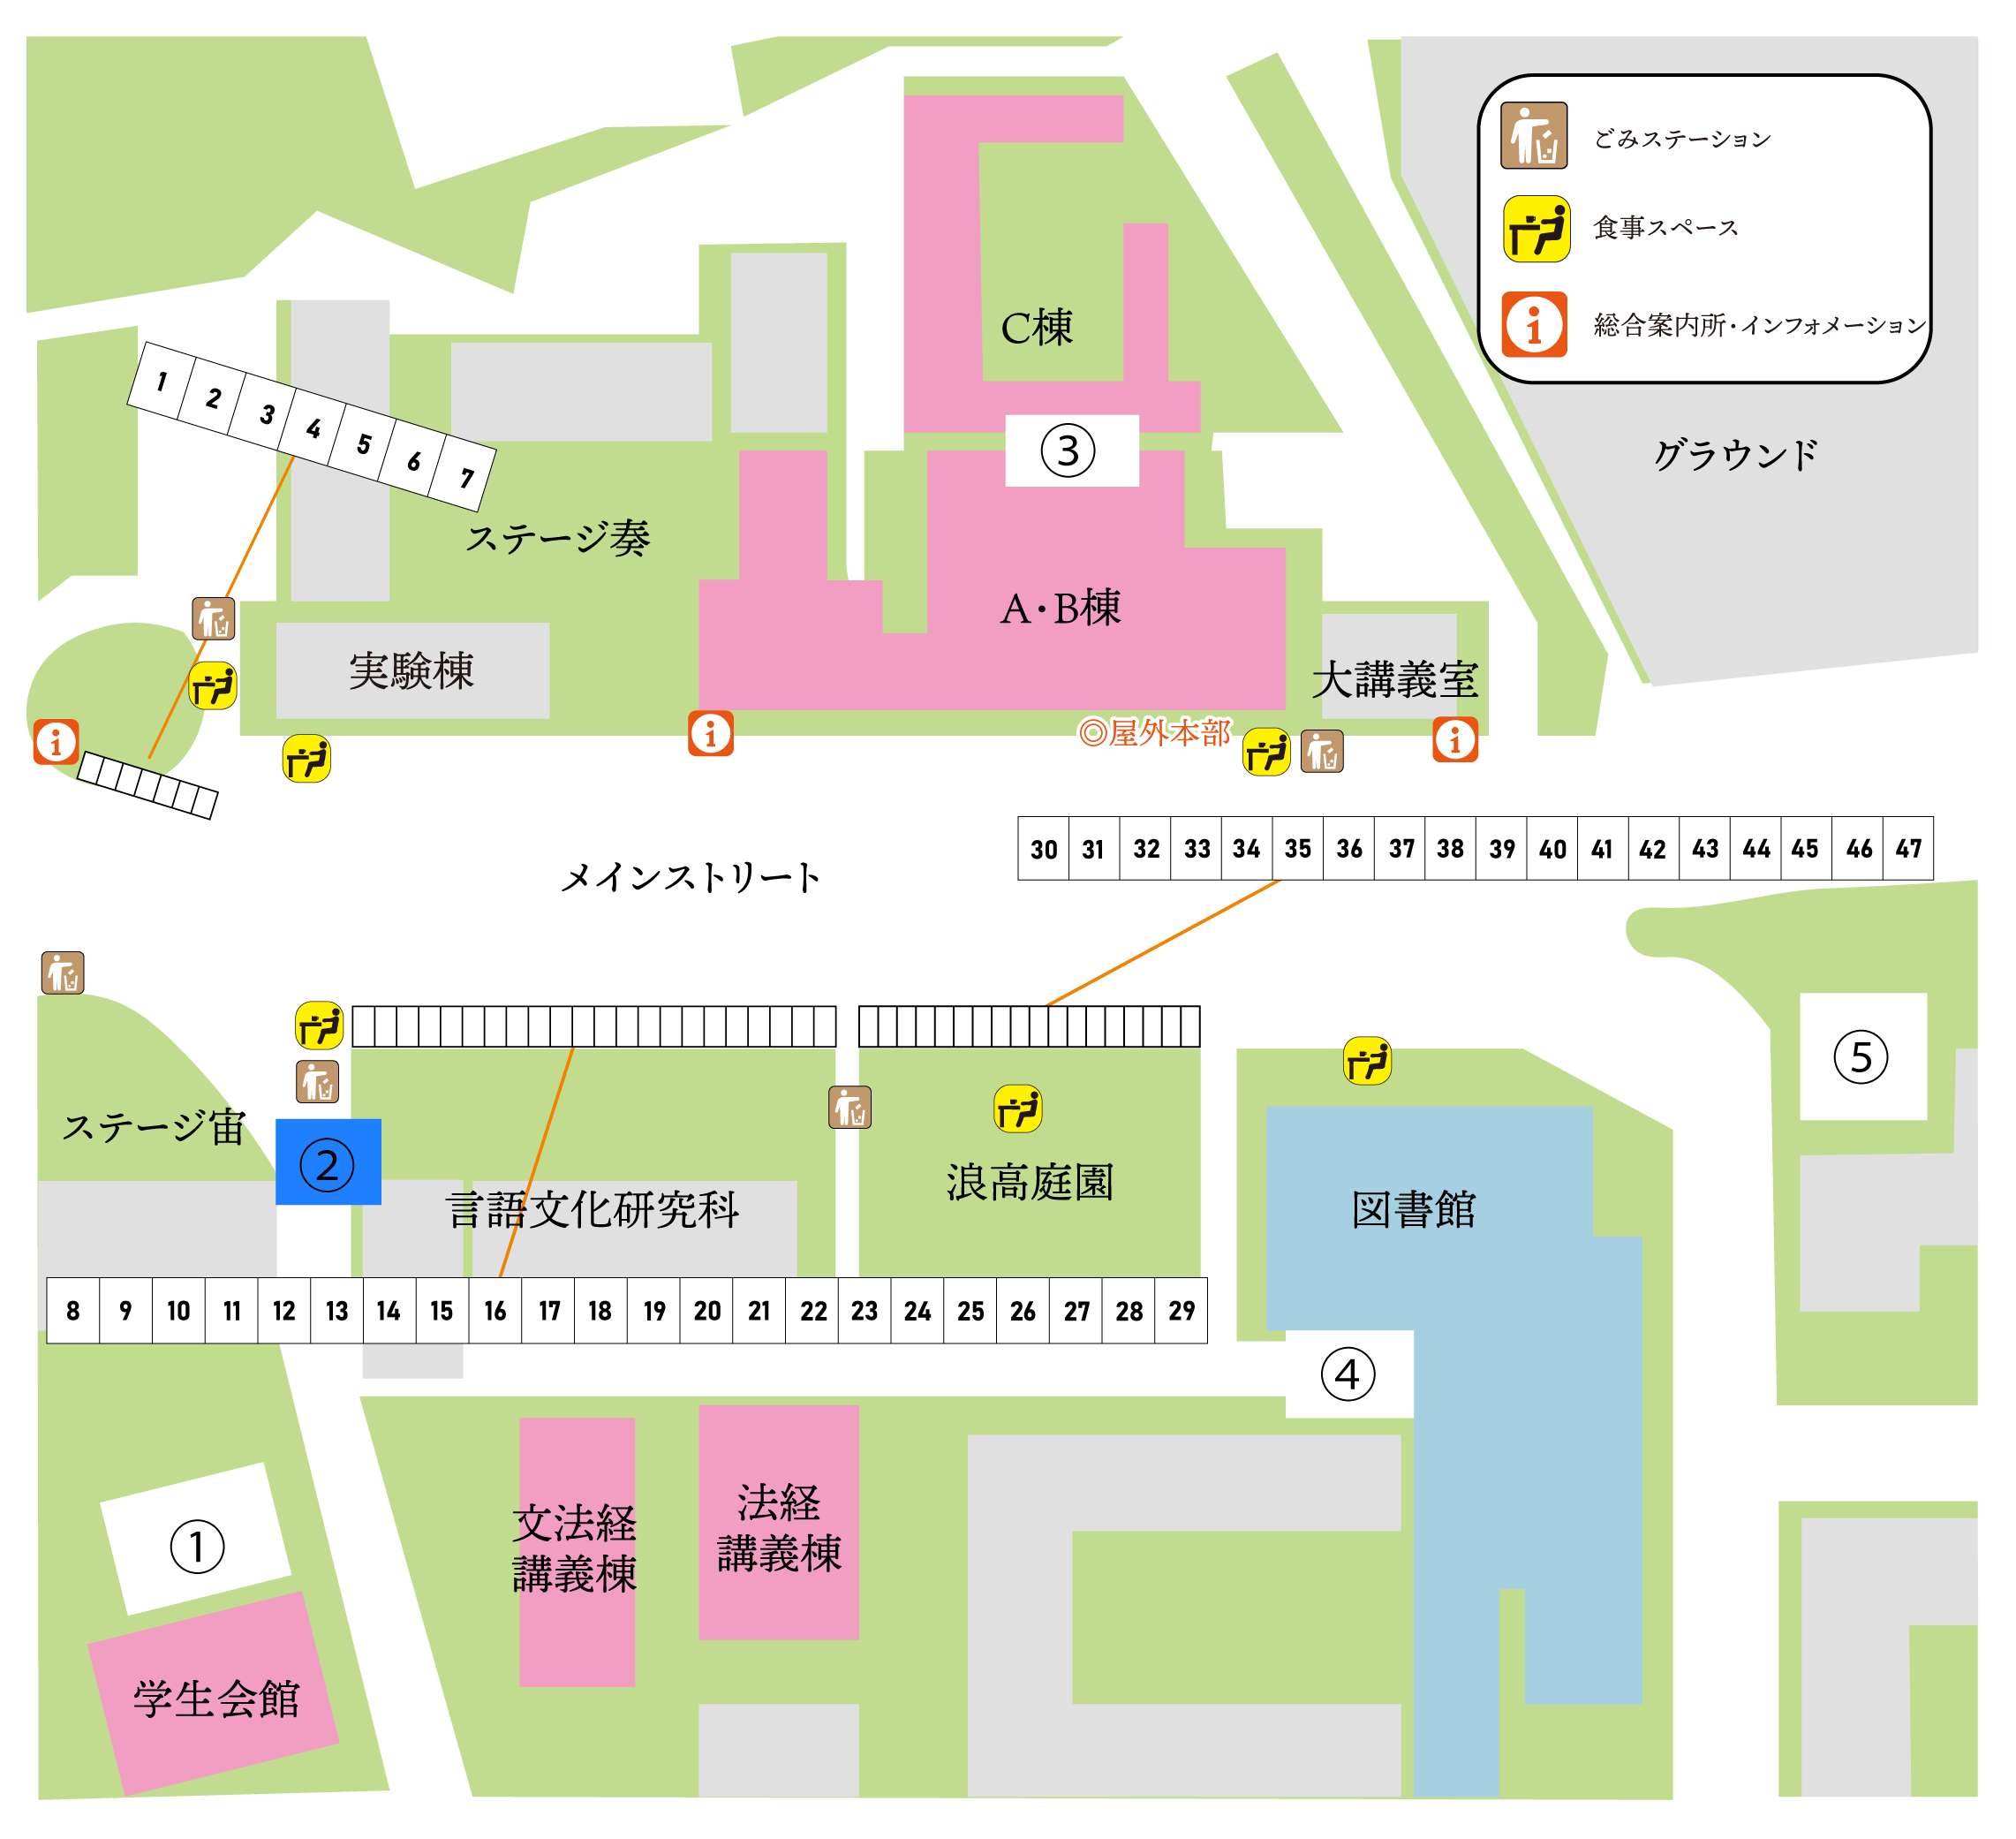 ごみステーション
食事スペース
総合案内所・インフォメーション
C棟
③
グラウンド
1 2 3 4 5 6 7
ステージ奏
A・B棟
実験棟
大講義室
◎屋外本部
30 31 32 33 34 35 36 37 38 39 40 41 42 43 44 45 46 47
メインストリート
⑤
ステージ宙
②
言語文化研究科
浪高庭園
図書館
8 9 10 11 12 13 14 15 16 17 18 19 20 21 22 23 24 25 26 27 28 29
④
①
文法経
講義棟
法経
講義棟
学生会館